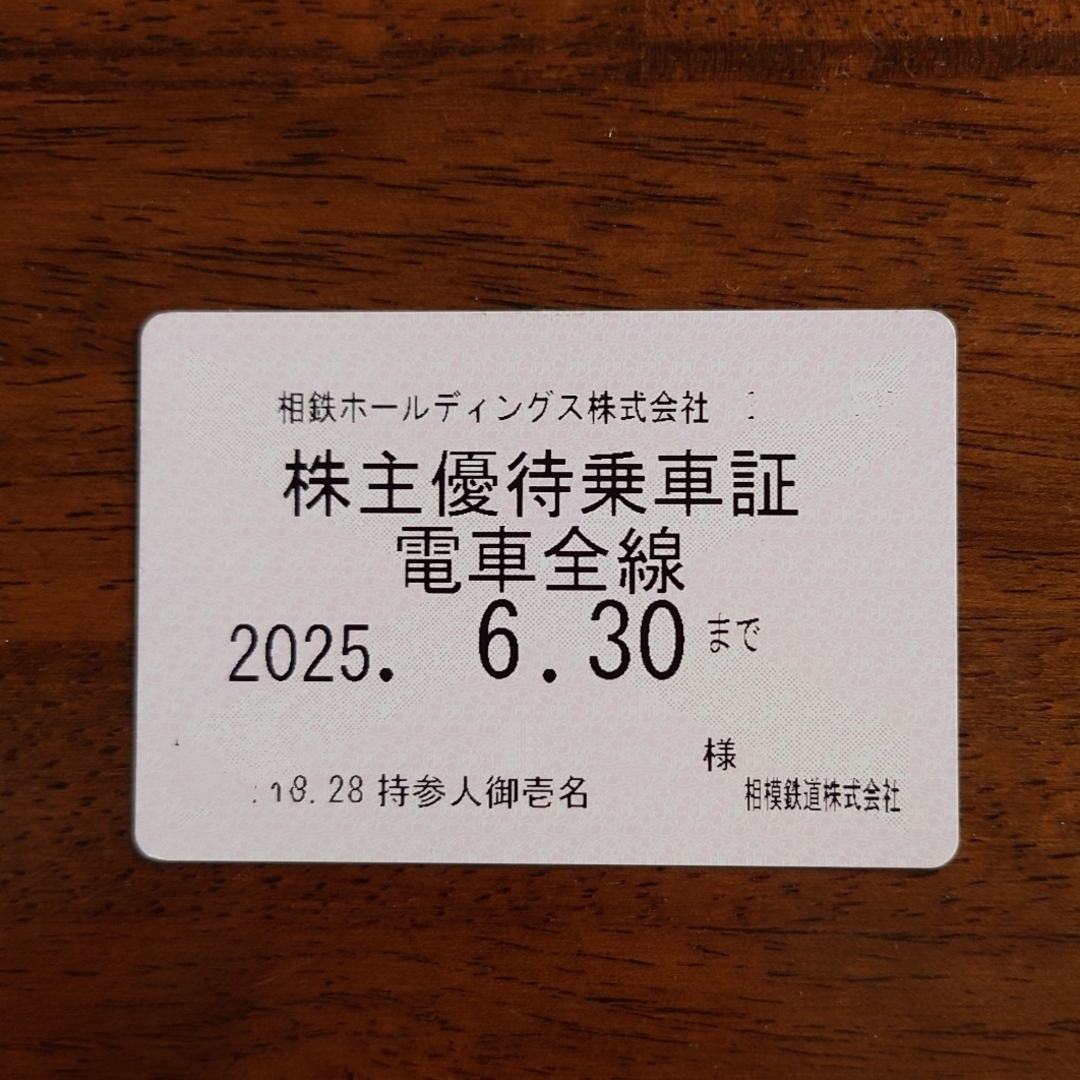 相鉄ホールディングス株式会社
株主優待乗車証
電車全線
2025. 6.30 まで
様
8.28 持参人御壱名 相模鉄道株式会社